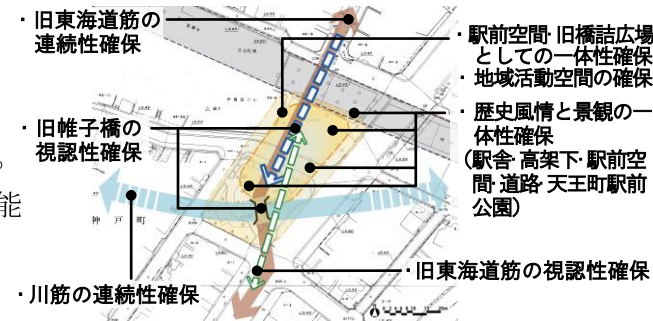 ・旧東海道筋の
連続性確保
・駅前空間・旧橋詰広場
としての一体性確保
・地域活動空間の確保
・歴史風情と景観の一
体性確保
（駅舎・高架下・駅前空
間・道路・天王町駅前
公園）
・旧帷子橋の
視認性確保
。
能
神戸町
・旧東海道筋の視認性確保
・川筋の連続性確保